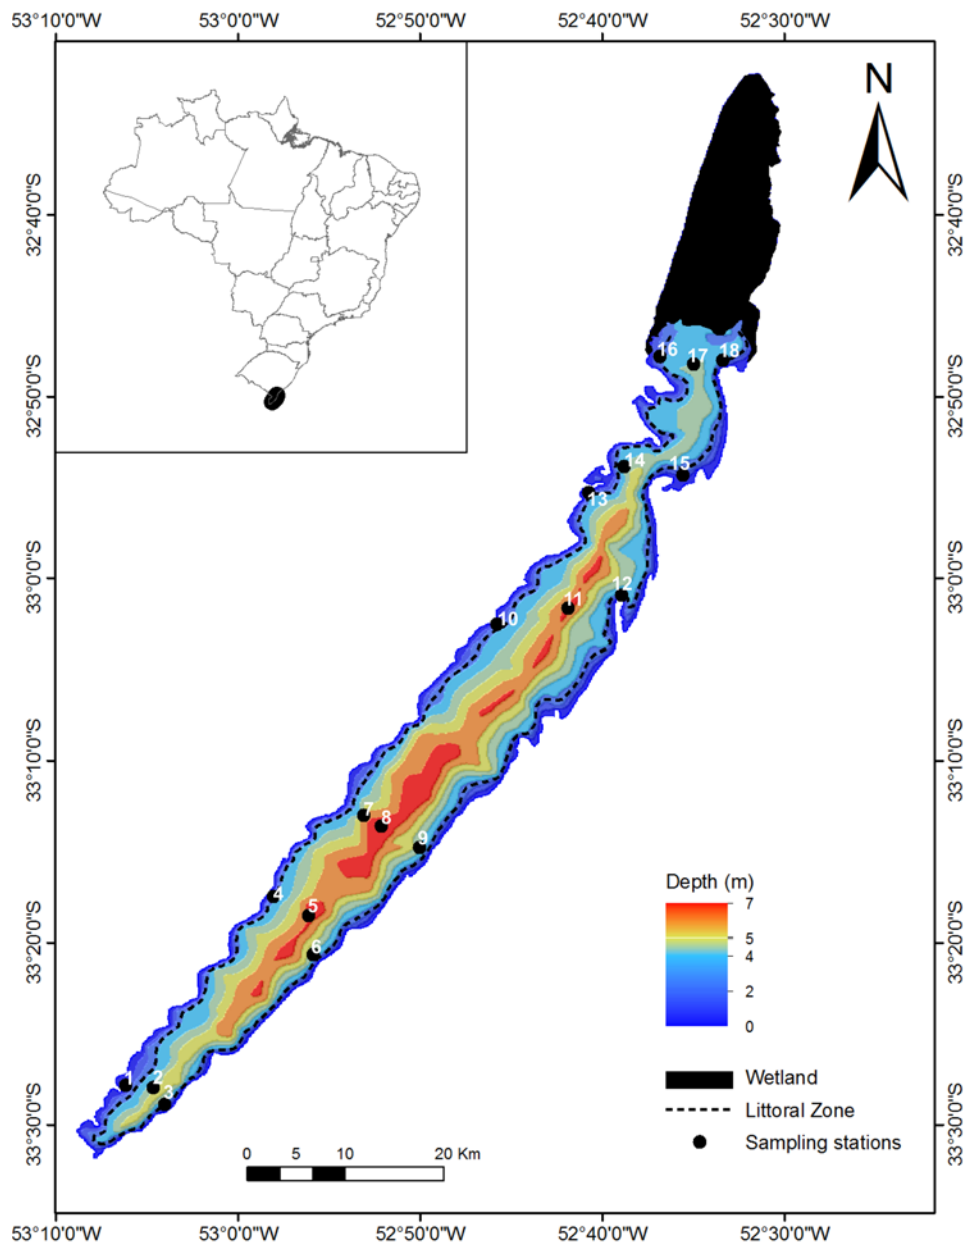 53°10'0"W 53°0'0"W 52°50'0"W 52°40'0"W 52°30'0"W
N
32°40'0"S 32°40'0"S
16 17 18
32°50'0"S 32°50'0"S
14 15
13
33°0'0"S 33°0'0"S
12
11
10
33°10'0"S 33°10'0"S
7
8
9
Depth (m)
7
5
4
2
0
4
5
33°20'0"S 33°20'0"S
6
1
2
3
Wetland
Littoral Zone
Sampling stations
33°30'0"S 33°30'0"S
0 5 10 20 Km
53°10'0"W 53°0'0"W 52°50'0"W 52°40'0"W 52°30'0"W